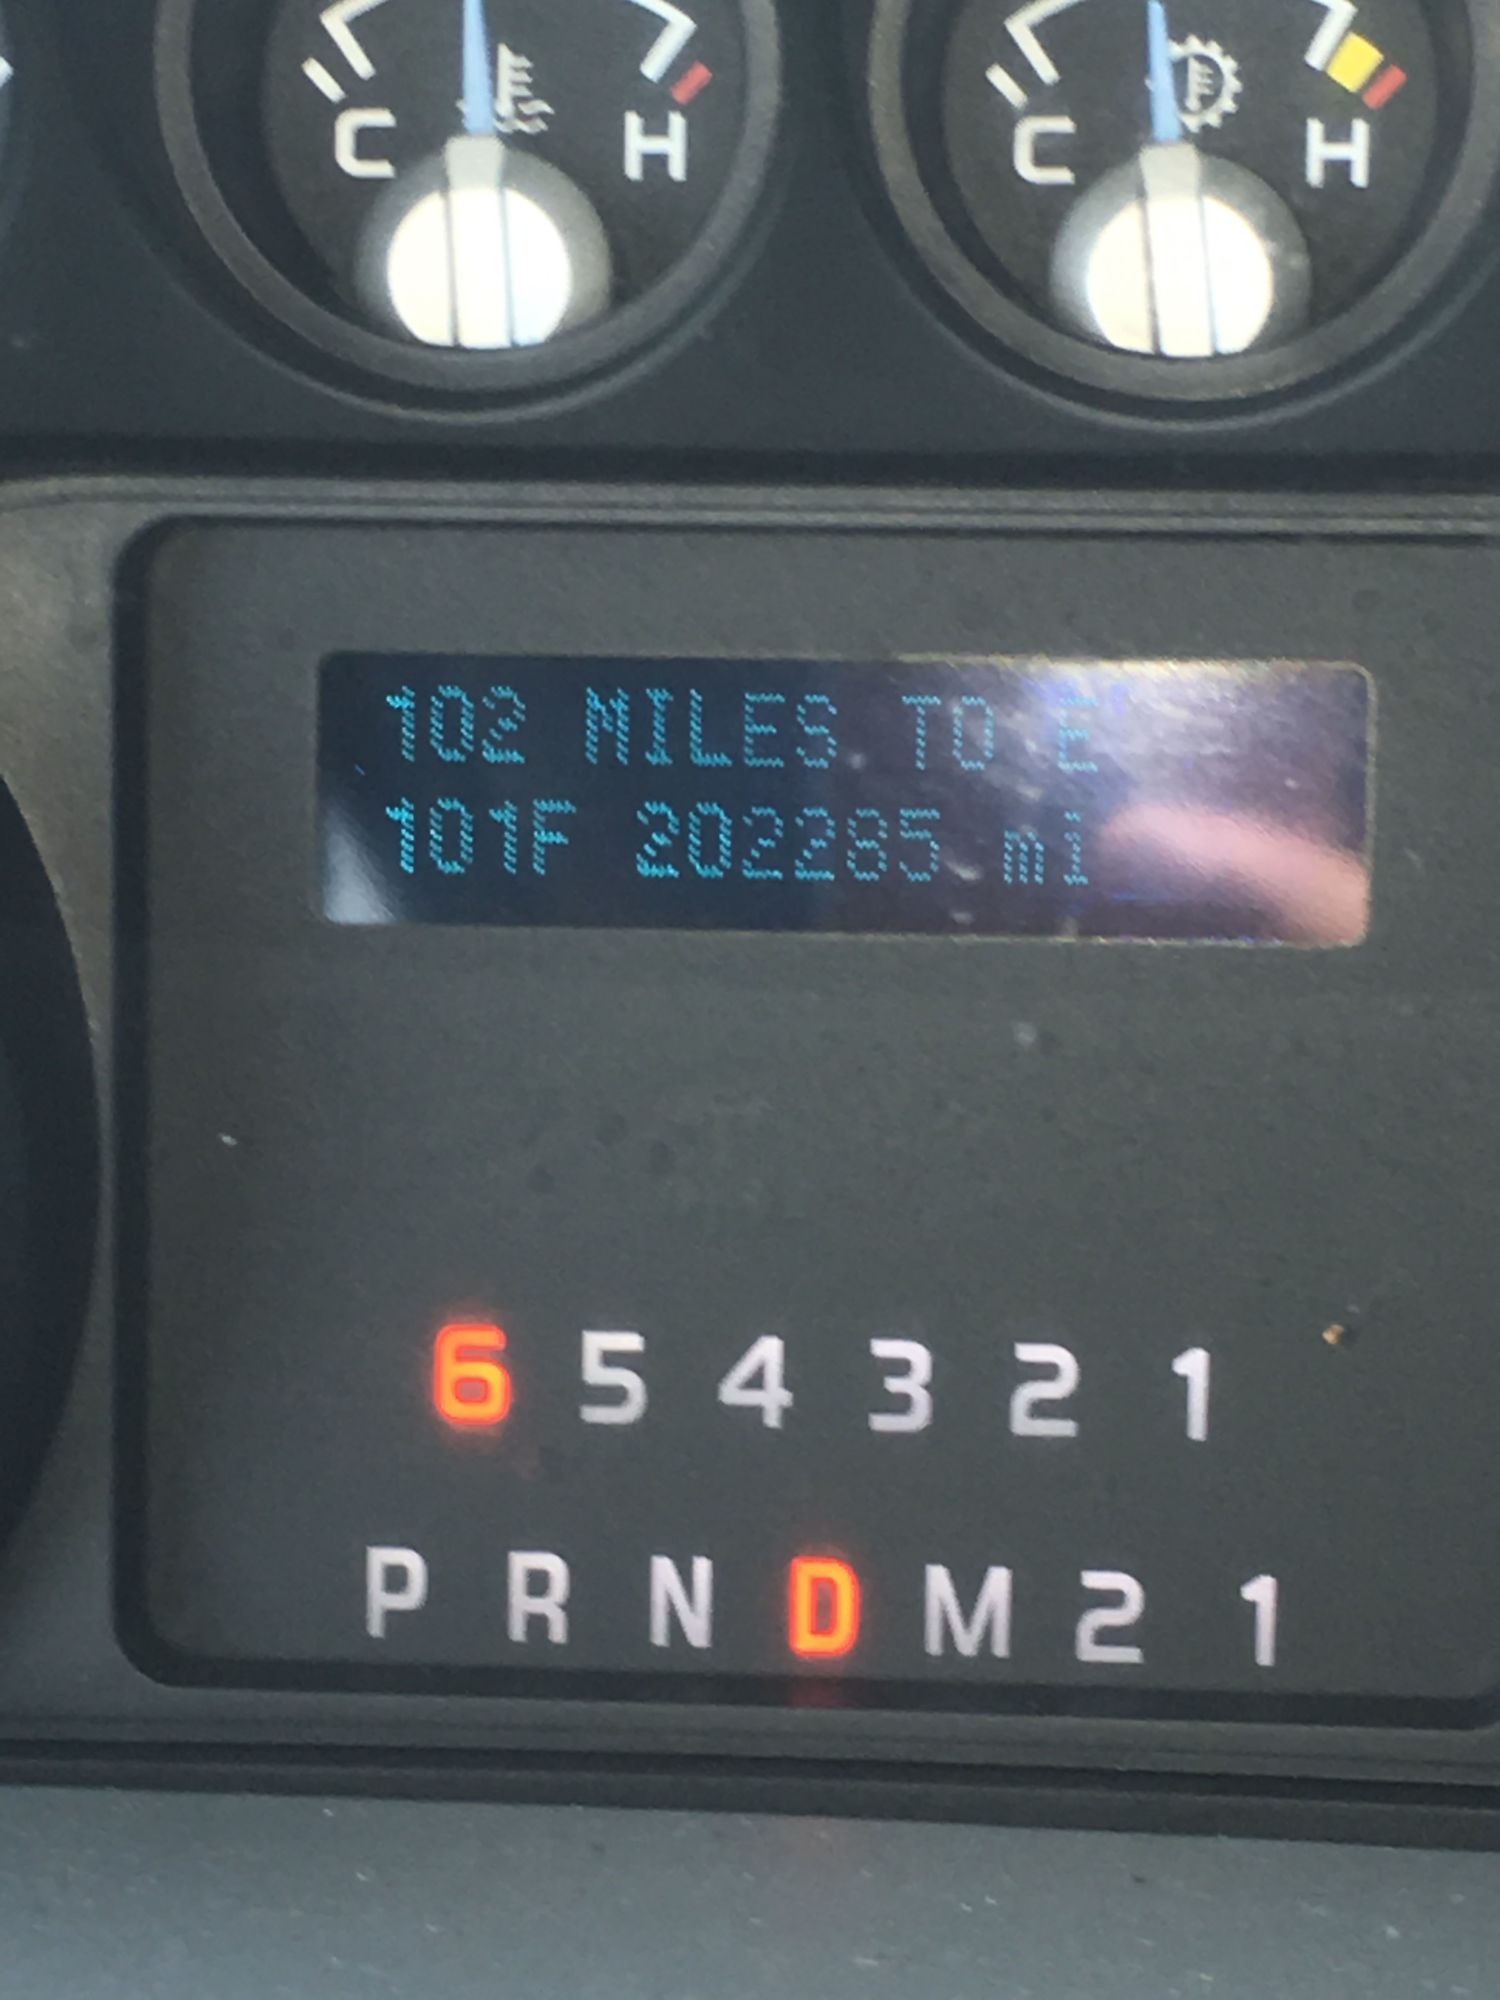 C H C H
102 MILES TO E
101F 202285 mi
6 5 4 3 2 1
P R N D M 2 1